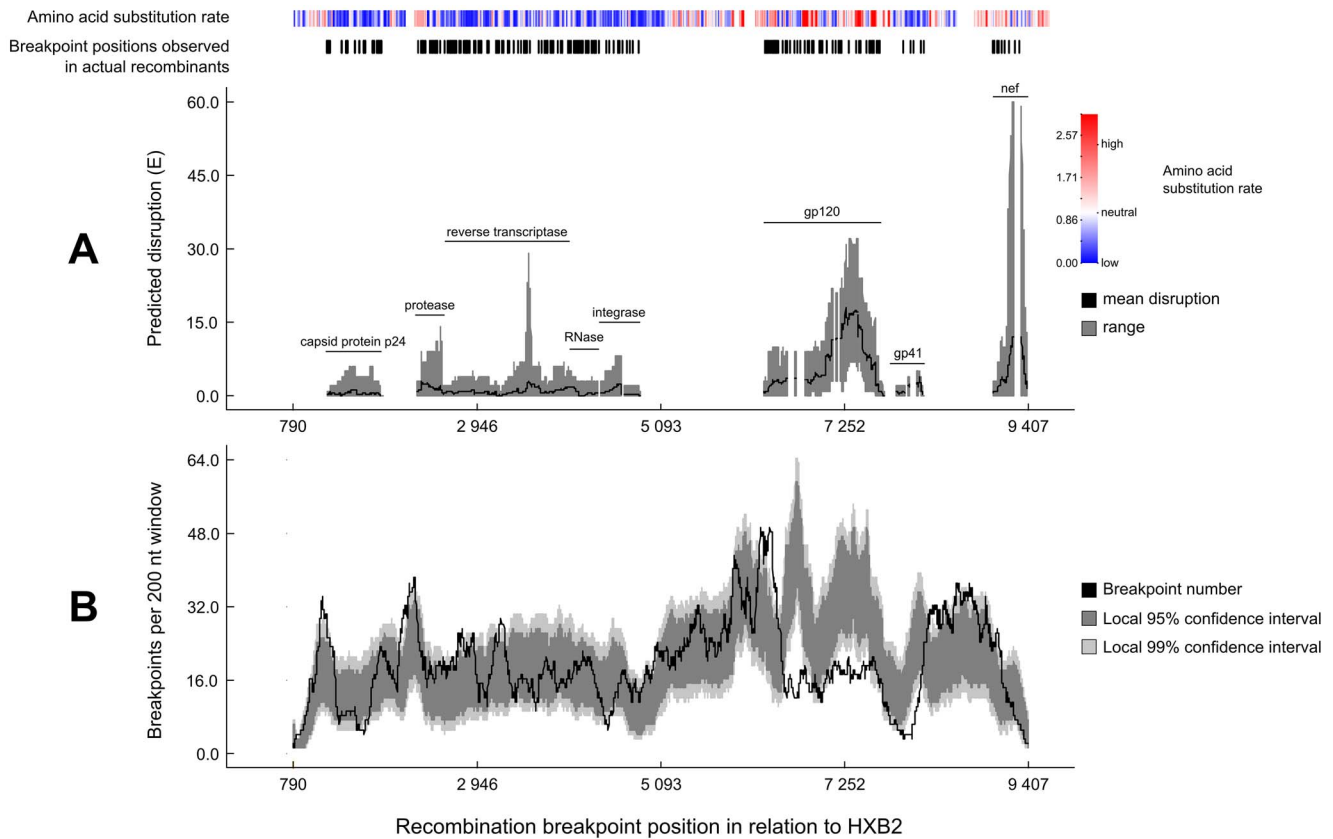 Amino acid substitution rate
Breakpoint positions observed
in actual recombinants
A
Predicted disruption (E)
60.0
45.0
30.0
15.0
0.0
capsid protein p24
protease
reverse transcriptase
RNase
integrase
gp120
gp41
nef
790
2 946
5 093
7 252
9 407
2.57
1.71
0.86
0.00
high
neutral
low
Amino acid
substitution rate
mean disruption
range
B
Breakpoints per 200 nt window
64.0
48.0
32.0
16.0
0.0
790
2 946
5 093
7 252
9 407
Breakpoint number
Local 95% confidence interval
Local 99% confidence interval
Recombination breakpoint position in relation to HXB2